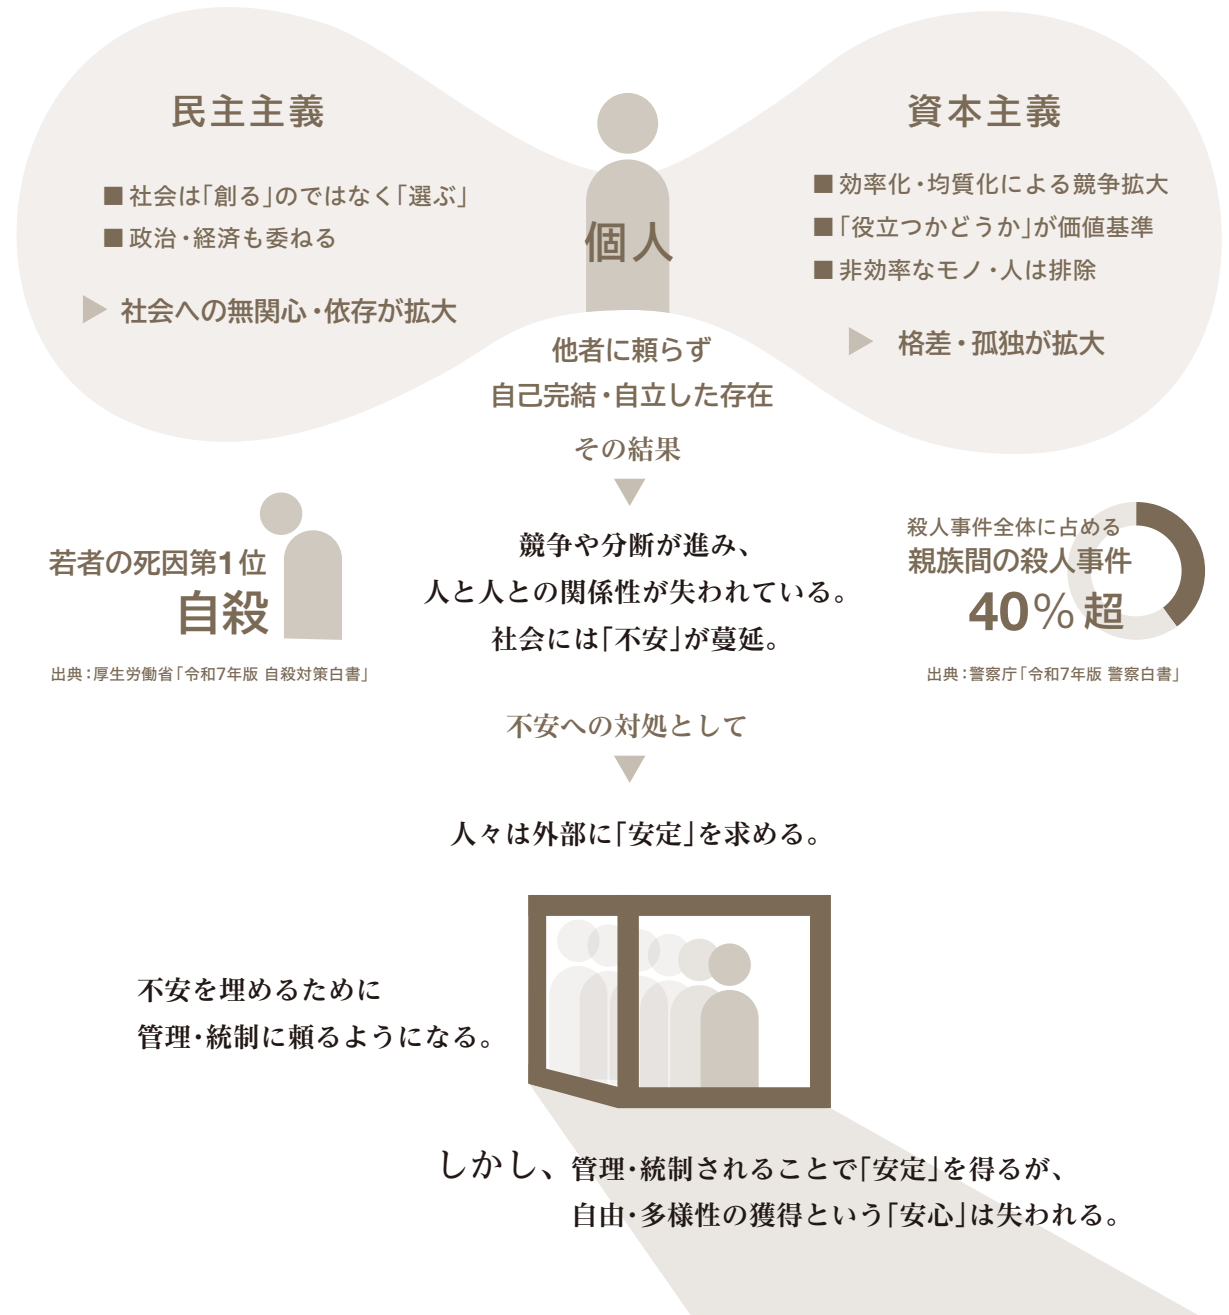 民主主義
■ 社会は「創る」のではなく「選ぶ」
■ 政治・経済も委ねる
▶ 社会への無関心・依存が拡大
個人
資本主義
■ 効率化・均質化による競争拡大
■ 「役立つかどうか」が価値基準
■ 非効率なモノ・人は排除
▶ 格差・孤独が拡大
他者に頼らず
自己完結・自立した存在
その結果
若者の死因第1位
自殺
出典：厚生労働省「令和7年版 自殺対策白書」
競争や分断が進み、
人と人との関係性が失われている。
社会には「不安」が蔓延。
殺人事件全体に占める
親族間の殺人事件
40％超
出典：警察庁「令和7年版 警察白書」
不安への対処として
人々は外部に「安定」を求める。
不安を埋めるために
管理・統制に頼るようになる。
しかし、管理・統制されることで「安定」を得るが、
自由・多様性の獲得という「安心」は失われる。